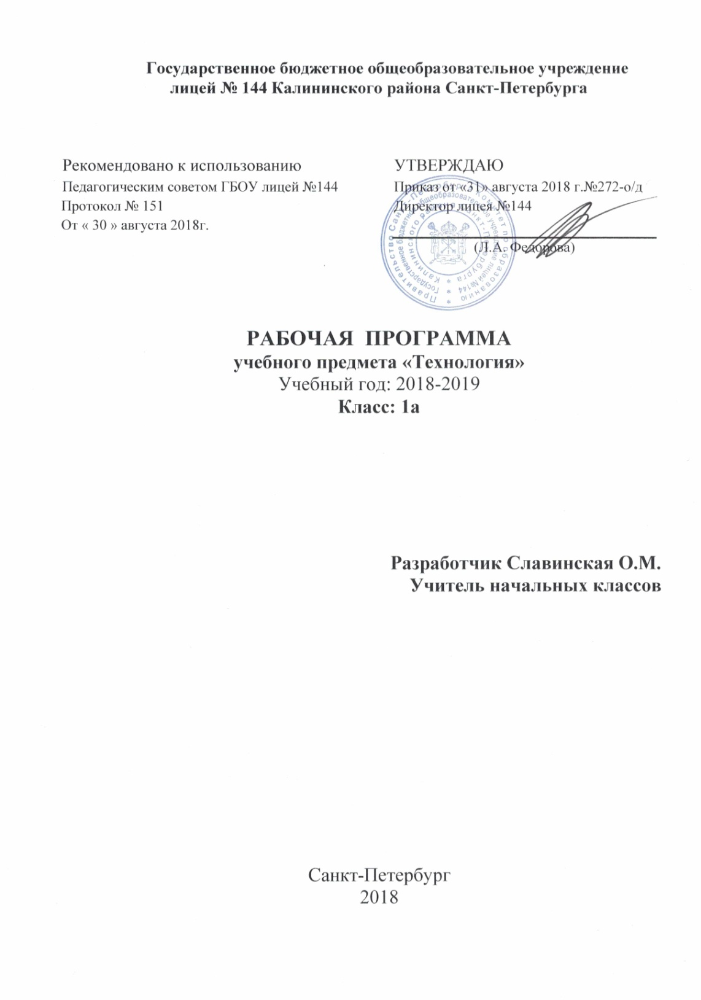 Государственное бюджетное общеобразовательное учреждение
лицей № 144 Калининского района Санкт-Петербурга
Рекомендовано к использованию
Педагогическим советом ГБОУ лицей №144
Протокол № 151
От « 30 » августа 2018г.
УТВЕРЖДАЮ
Приказ от «31» августа 2018 г.№272-о/д
Директор лицея №144
(Л.А. Федорова)
Правительство Санкт-Петербурга Комитет по образованию
Государственное бюджетное общеобразовательное учреждение лицей №144
Калининского района Санкт-Петербурга
РАБОЧАЯ ПРОГРАММА
учебного предмета «Технология»
Учебный год: 2018-2019
Класс: 1а
Разработчик Славинская О.М.
Учитель начальных классов
Санкт-Петербург
2018